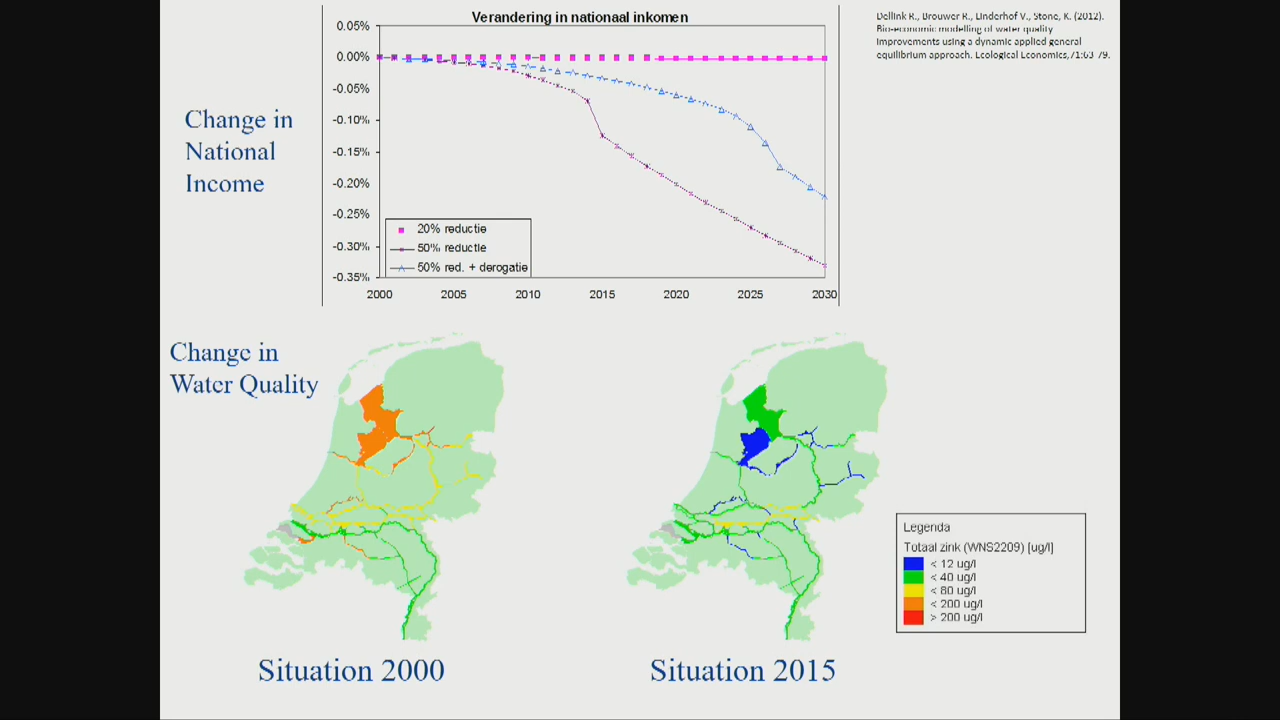 Verandering in nationaal inkomen
0.05%
0.00%
-0.05%
-0.10%
-0.15%
-0.20%
-0.25%
-0.30%
-0.35%
20% reductie
50% reductie
50% red. + derogatie
2000 2005 2010 2015 2020 2025 2030
Dellink R., Brouwer R., Linderhof V., Stone, K. (2012).
Bio-economic modelling of water quality
improvements using a dynamic applied general
equilibrium approach. Ecological Economics,71:63-79.
Change in
National
Income
Change in
Water Quality
Legenda
Totaal zink (WNS2209) [ug/l]
< 12 ug/l
< 40 ug/l
< 80 ug/l
< 200 ug/l
> 200 ug/l
Situation 2000
Situation 2015